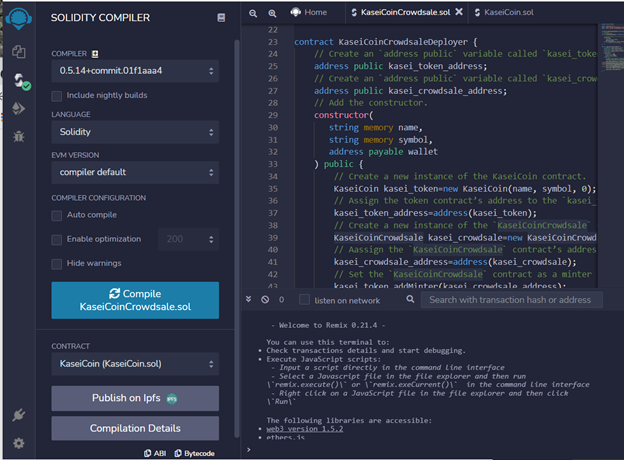 SOLIDITY COMPILER
COMPILER
0.5.14+commit.01f1aaa4
Include nightly builds
LANGUAGE
Solidity
EVM VERSION
compiler default
COMPILER CONFIGURATION
Auto compile
Enable optimization 200
Hide warnings
Compile
KaseiCoinCrowdsale.sol
CONTRACT
KaseiCoin (KaseiCoin.sol)
Publish on Ipfs
Compilation Details
ABI Bytecode
Home KaseiCoinCrowdsale.sol KaseiCoin.sol
22
23 contract KaseiCoinCrowdsaleDeployer {
24 // Create an `address public` variable called `kasei_toke
25 address public kasei_token_address;
26 // Create an `address public` variable called `kasei_crow
27 address public kasei_crowdsale_address;
28 // Add the constructor.
29 constructor(
30 string memory name,
31 string memory symbol,
32 address payable wallet
33 ) public {
34 // Create a new instance of the KaseiCoin contract.
35 KaseiCoin kasei_token=new KaseiCoin(name, symbol, 0);
36 // Assign the token contract's address to the `kasei_
37 kasei_token_address=address(kasei_token);
38 // Create a new instance of the `KaseiCoinCrowdsale`
39 KaseiCoinCrowdsale kasei_crowdsale=new KaseiCoinCrowd
40 // Aassign the `KaseiCoinCrowdsale` contract's addres
41 kasei_crowdsale_address=address(kasei_crowdsale);
42 // Set the `KaseiCoinCrowdsale` contract as a minter
43 kasei_token.addMinter(kasei_crowdsale_address);
0 listen on network Search with transaction hash or address
- Welcome to Remix 0.21.4 -
You can use this terminal to:
• Check transactions details and start debugging.
• Execute JavaScript scripts:
- Input a script directly in the command line interface
- Select a Javascript file in the file explorer and then run
\`remix.execute()\` or \`remix.exeCurrent()\` in the command line interface
- Right click on a JavaScript file in the file explorer and then click
\`Run\`
The following libraries are accessible:
• web3 version 1.5.2
• ethers.js
>